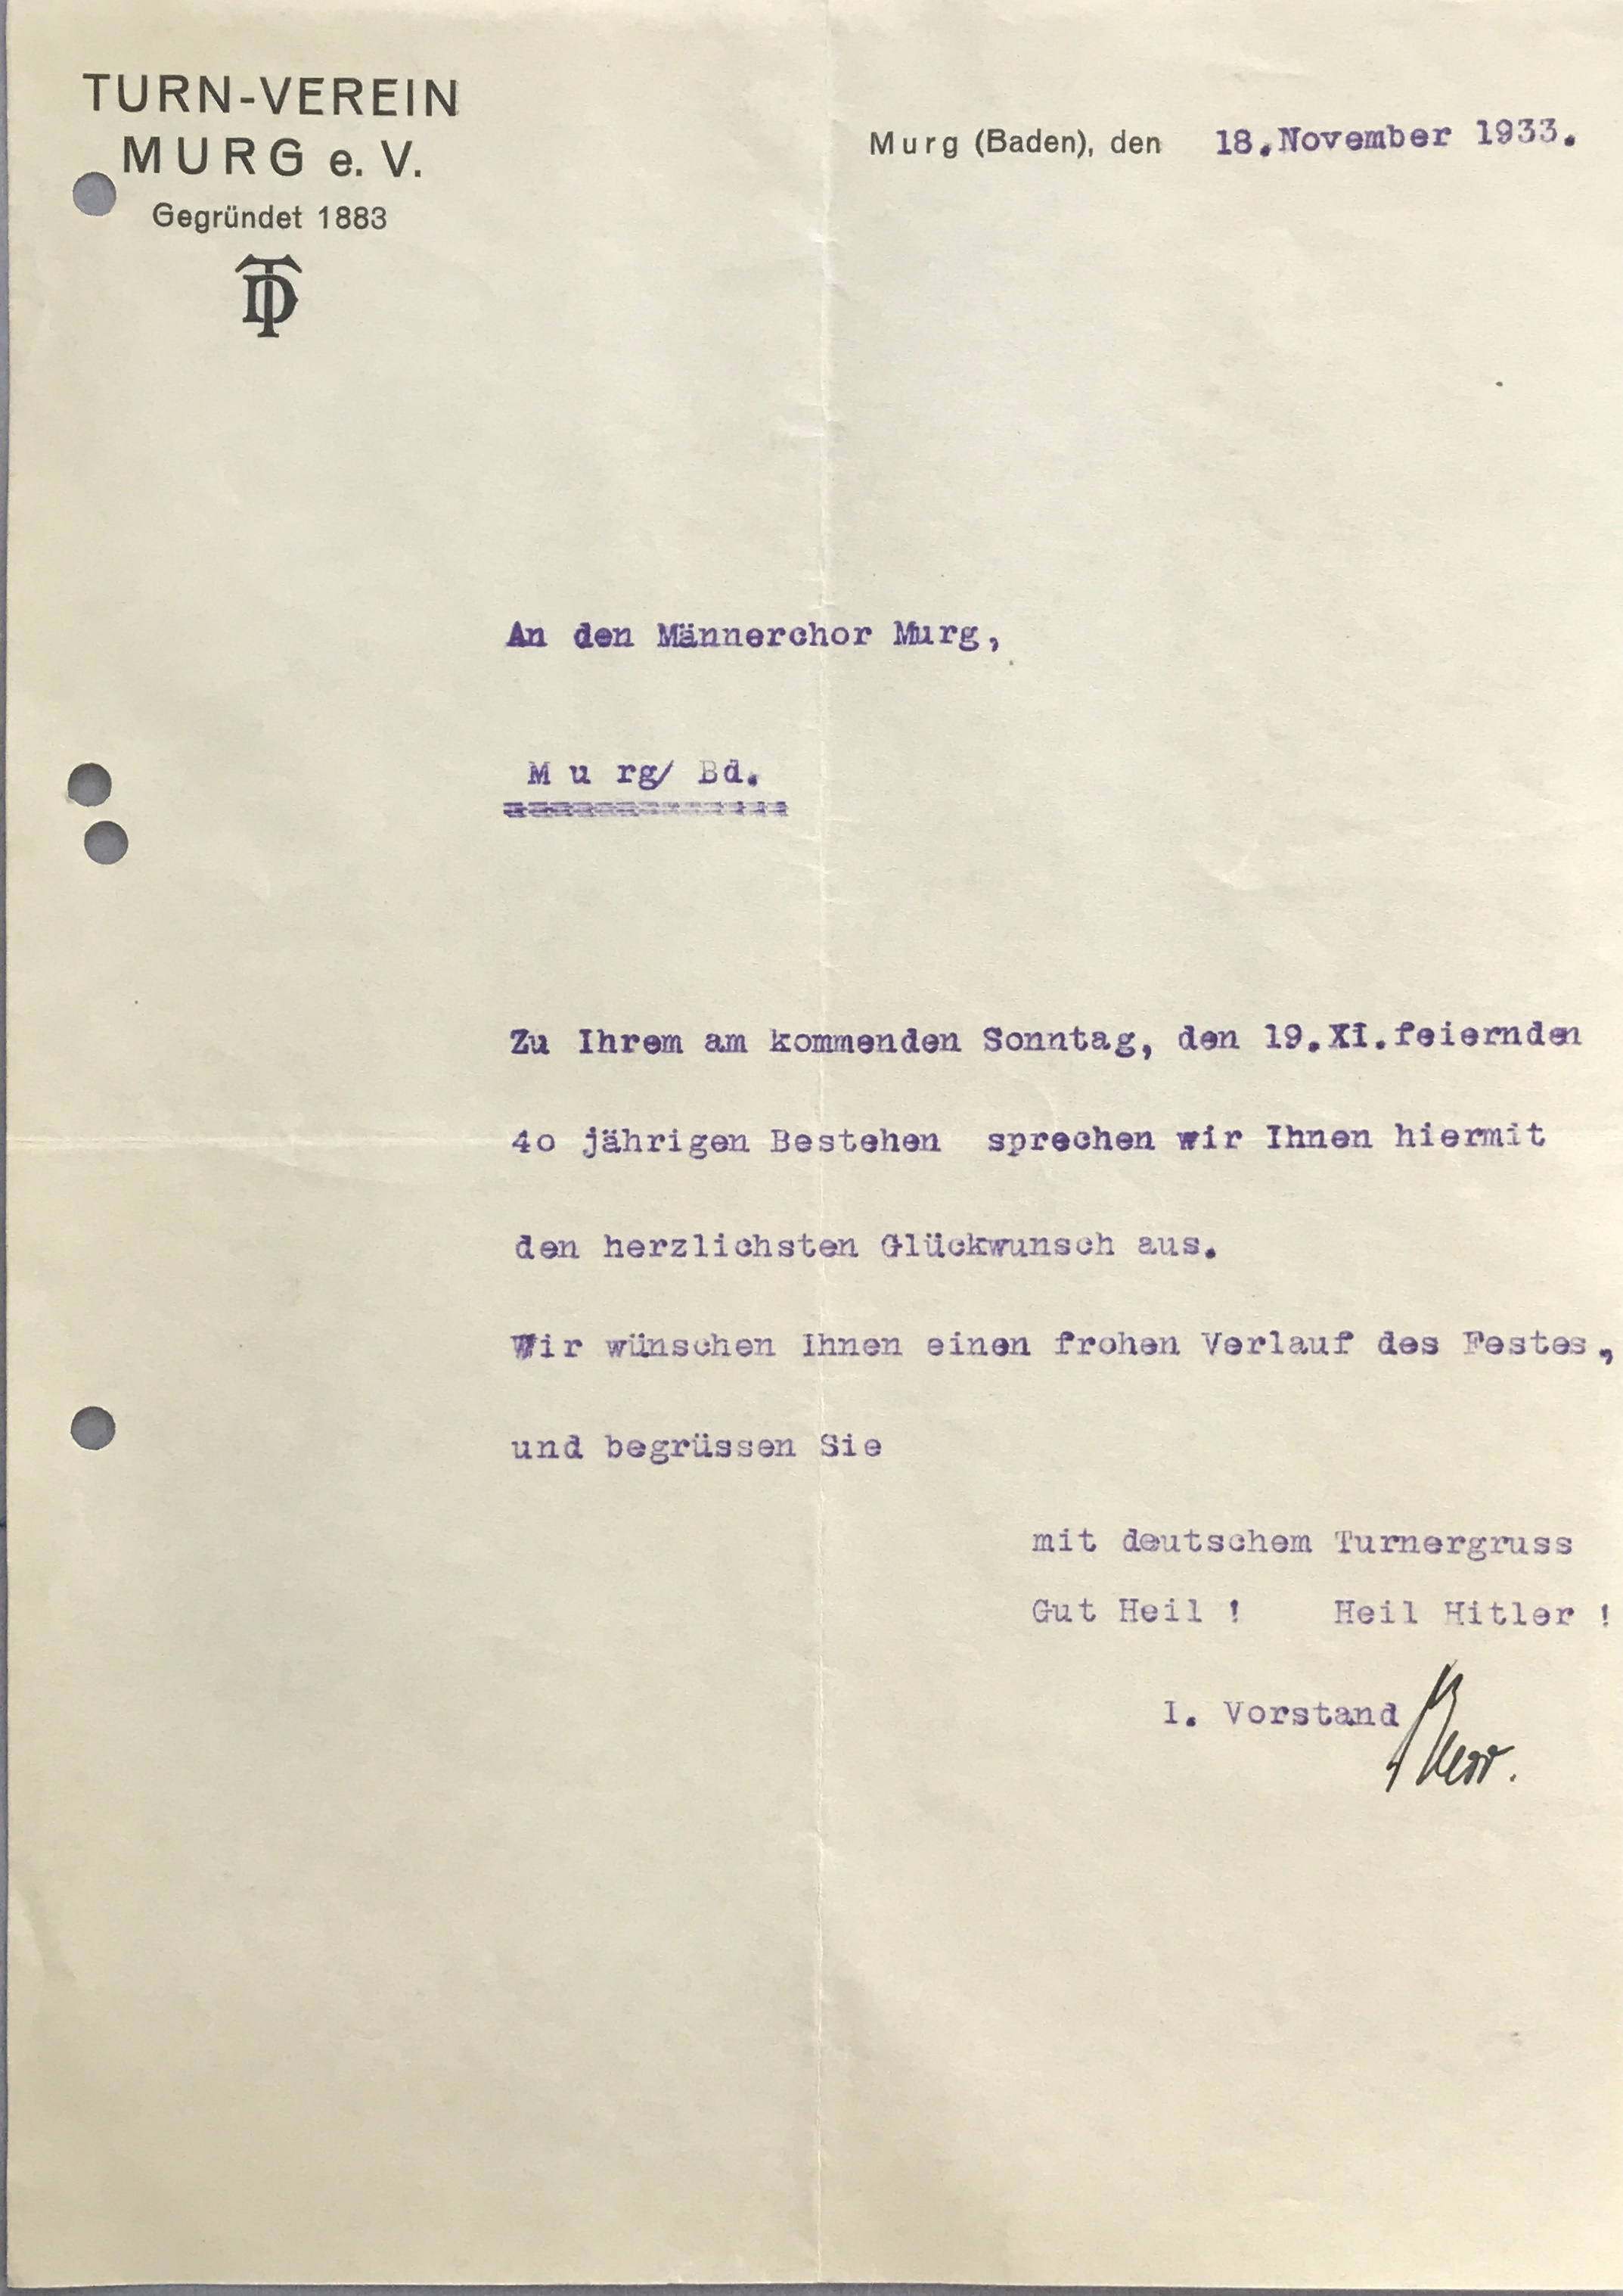 TURN-VEREIN
MURG e. V.
Gegründet 1883
DT
Murg (Baden), den 18.November 1933.
An den Männerchor Murg,
M u rg/ Bd.
Zu Ihrem am kommenden Sonntag, den 19.XI.feiernden
4o jährigen Bestehen sprechen wir Ihnen hiermit
den herzlichsten Glückwunsch aus.
Wir wünschen Ihnen einen frohen Verlauf des Festes,
und begrüssen Sie
mit deutschem Turnergruss
Gut Heil ! Heil Hitler !
I. Vorstand